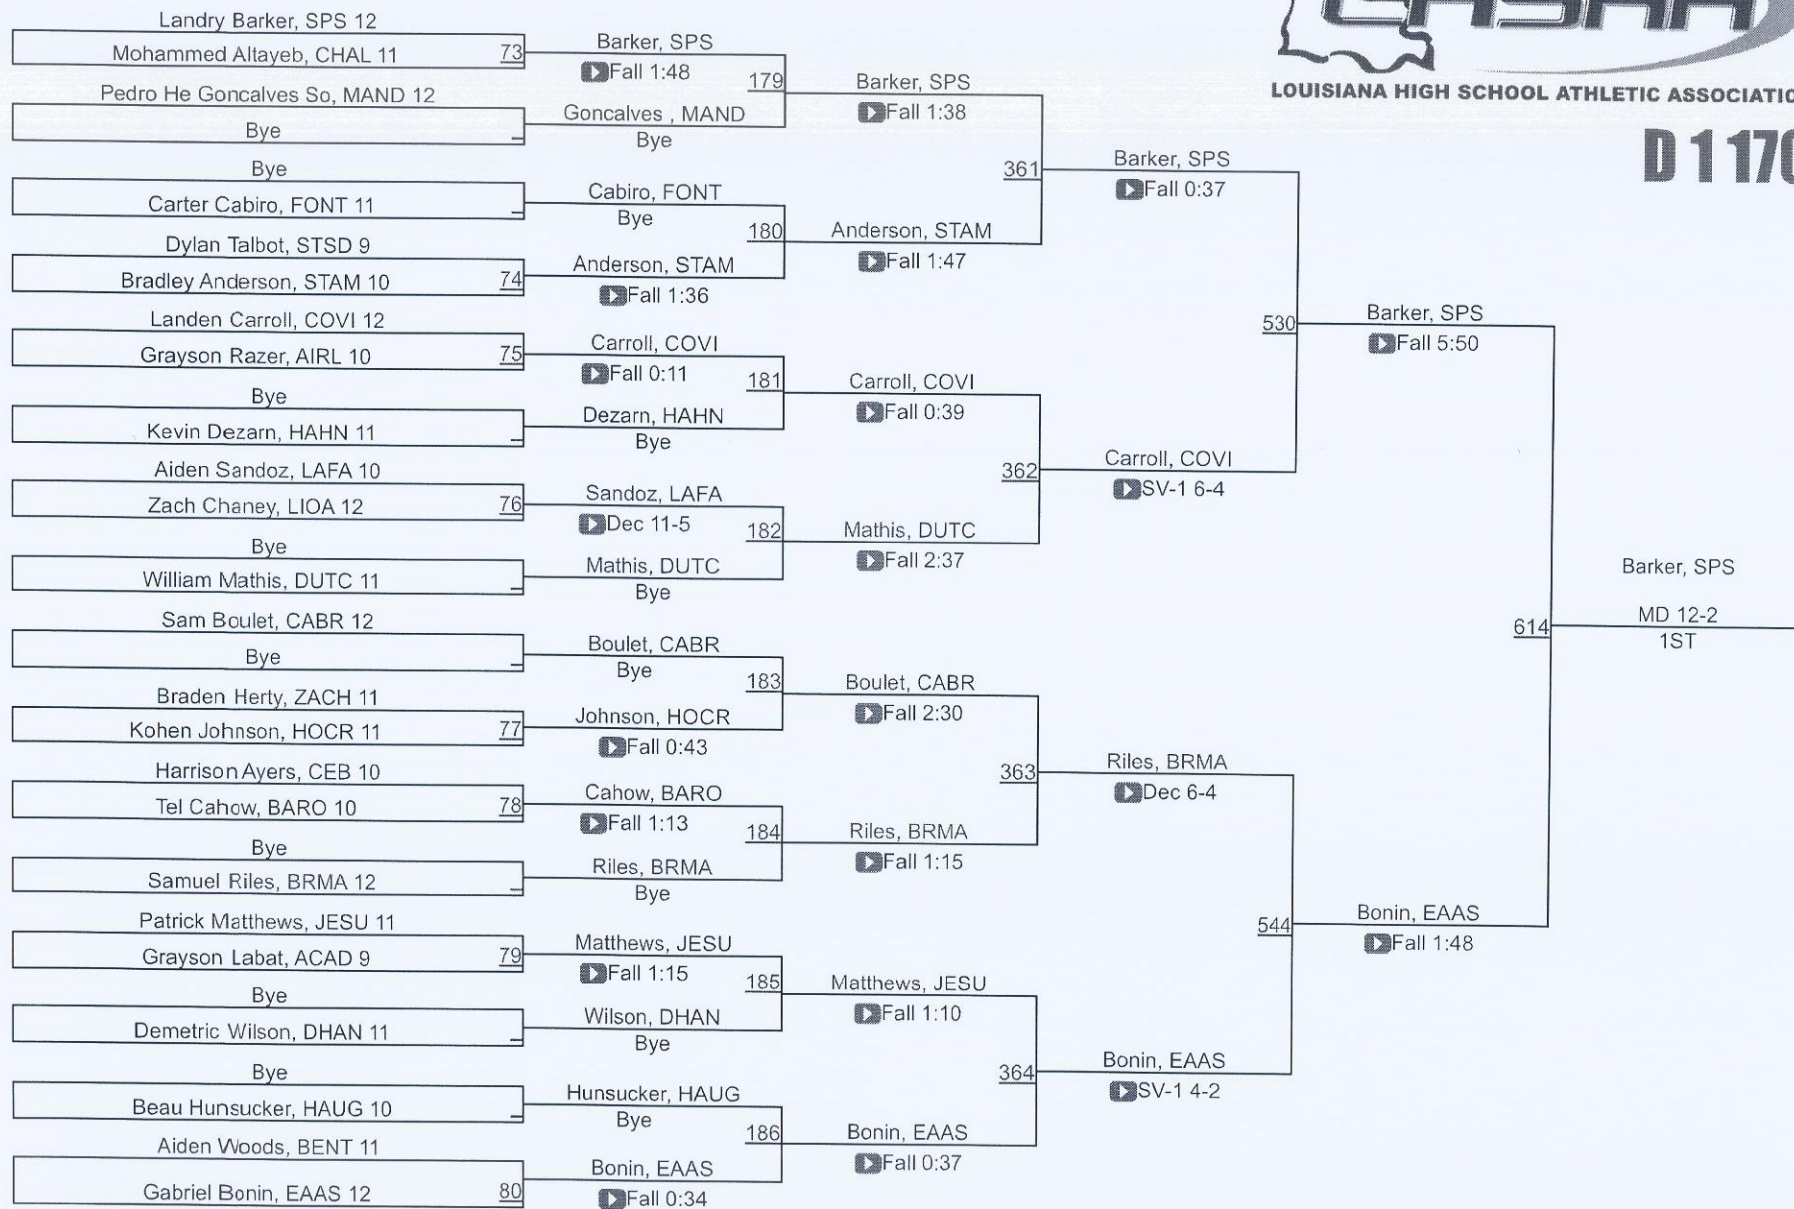 Landry Barker, SPS 12
Mohammed Altayeb, CHAL 11
73
Pedro He Goncalves So, MAND 12
Bye
Bye
Carter Cabiro, FONT 11
Dylan Talbot, STSD 9
Bradley Anderson, STAM 10
74
Landen Carroll, COVI 12
Grayson Razer, AIRL 10
75
Bye
Kevin Dezarn, HAHN 11
Aiden Sandoz, LAFA 10
Zach Chaney, LIOA 12
76
Bye
William Mathis, DUTC 11
Sam Boulet, CABR 12
Bye
Braden Herty, ZACH 11
Kohen Johnson, HOCR 11
77
Harrison Ayers, CEB 10
Tel Cahow, BARO 10
78
Bye
Samuel Riles, BRMA 12
Patrick Matthews, JESU 11
Grayson Labat, ACAD 9
79
Bye
Demetric Wilson, DHAN 11
Bye
Beau Hunsucker, HAUG 10
Aiden Woods, BENT 11
Gabriel Bonin, EAAS 12
80
Barker, SPS
Fall 1:48
179
Goncalves , MAND
Bye
Cabiro, FONT
Bye
180
Anderson, STAM
Fall 1:36
Carroll, COVI
Fall 0:11
181
Dezarn, HAHN
Bye
Sandoz, LAFA
Dec 11-5
182
Mathis, DUTC
Bye
Boulet, CABR
Bye
183
Johnson, HOCR
Fall 0:43
Cahow, BARO
Fall 1:13
184
Riles, BRMA
Bye
Matthews, JESU
Fall 1:15
185
Wilson, DHAN
Bye
Hunsucker, HAUG
Bye
186
Bonin, EAAS
Fall 0:34
Barker, SPS
Fall 1:38
361
Anderson, STAM
Fall 1:47
Carroll, COVI
Fall 0:39
362
Mathis, DUTC
Fall 2:37
Boulet, CABR
Fall 2:30
363
Riles, BRMA
Fall 1:15
Matthews, JESU
Fall 1:10
364
Bonin, EAAS
Fall 0:37
Barker, SPS
Fall 0:37
530
Carroll, COVI
SV-1 6-4
Riles, BRMA
Dec 6-4
544
Bonin, EAAS
SV-1 4-2
Barker, SPS
Fall 5:50
614
Bonin, EAAS
Fall 1:48
Barker, SPS
MD 12-2
1ST
LHSAA
LOUISIANA HIGH SCHOOL ATHLETIC ASSOCIATIO
D 1 170